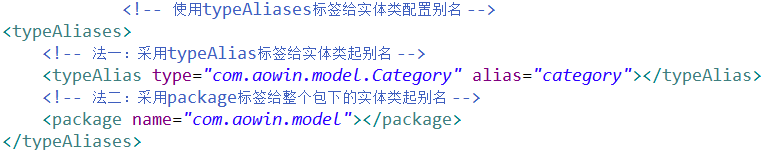 <!-- 使用typeAliases标签给实体类配置别名 -->
<typeAliases>
<!-- 法一：采用typeAlias标签给实体类起别名 -->
<typeAlias type="com.aowin.model.Category" alias="category"></typeAlias>
<!-- 法二：采用package标签给整个包下的实体类起别名 -->
<package name="com.aowin.model"></package>
</typeAliases>